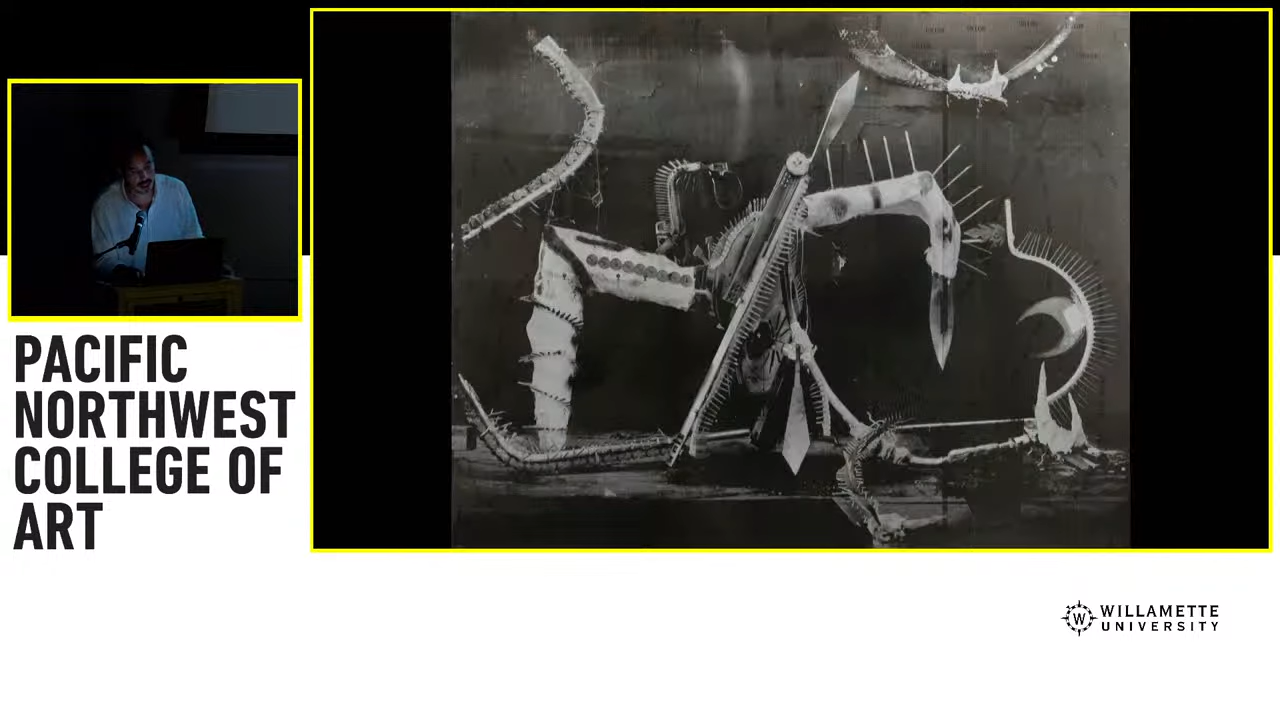 PACIFIC
NORTHWEST
COLLEGE OF
ART
WILLAMETTE
UNIVERSITY